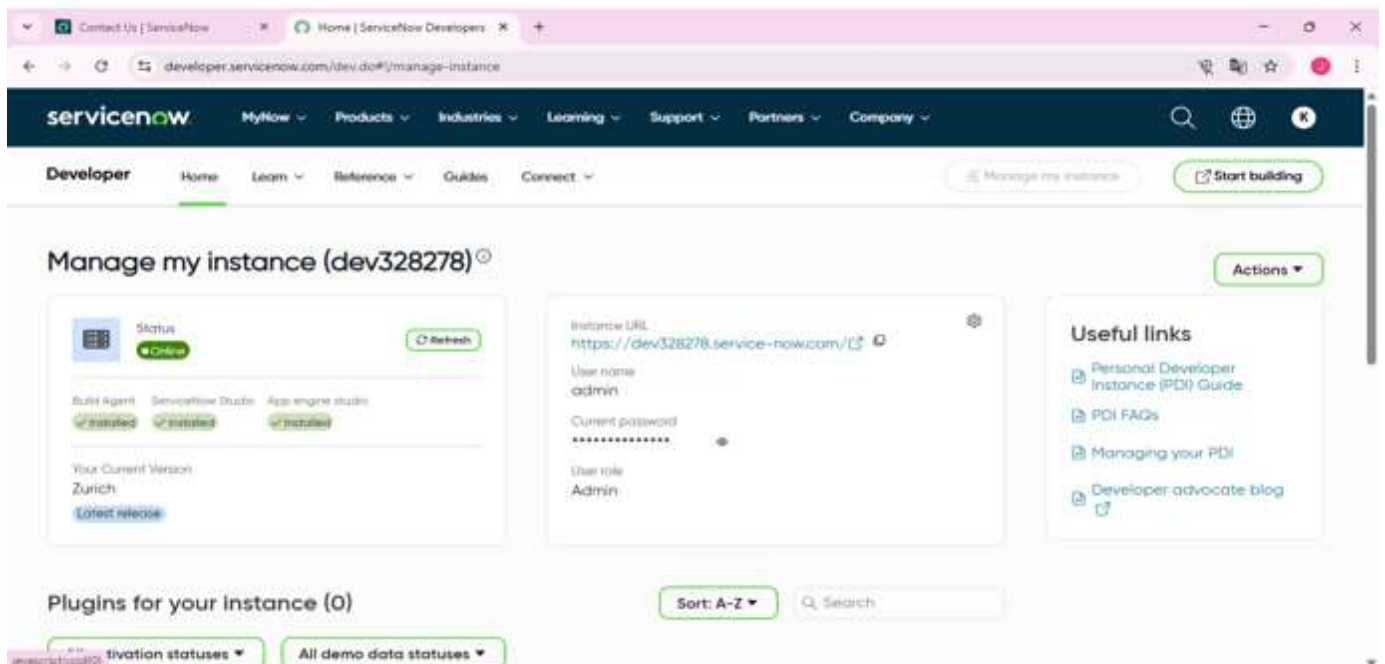 Contact Us | ServiceNow
Home | ServiceNow Developers
developer.servicenow.com/dev.do#!/manage-instance
servicenow MyNow Products Industries Learning Support Partners Company K
Developer Home Learn Reference Guides Connect Manage my instance Start building
Manage my instance (dev328278)
Actions
Status
Online
Refresh
Build Agent ServiceNow Studio App engine studio
Installed Installed Installed
Your Current Version
Zurich
Latest release
Instance URL
https://dev328278.service-now.com/
User name
admin
Current password
••••••••••••••
User role
Admin
Useful links
Personal Developer
Instance (PDI) Guide
PDI FAQs
Managing your PDI
Developer advocate blog
Plugins for your instance (0)
Sort: A-Z
Search
tivation statuses
All demo data statuses